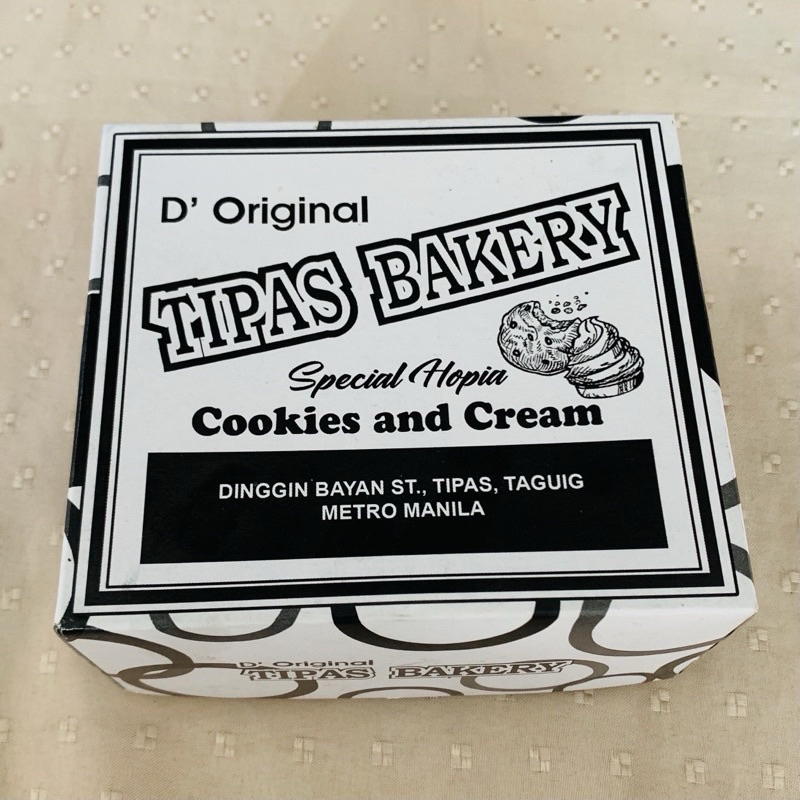 D' Original
TIPAS BAKERY
Special Hopia
Cookies and Cream
DINGGIN BAYAN ST., TIPAS, TAGUIG
METRO MANILA
D' Original
TIPAS BAKERY